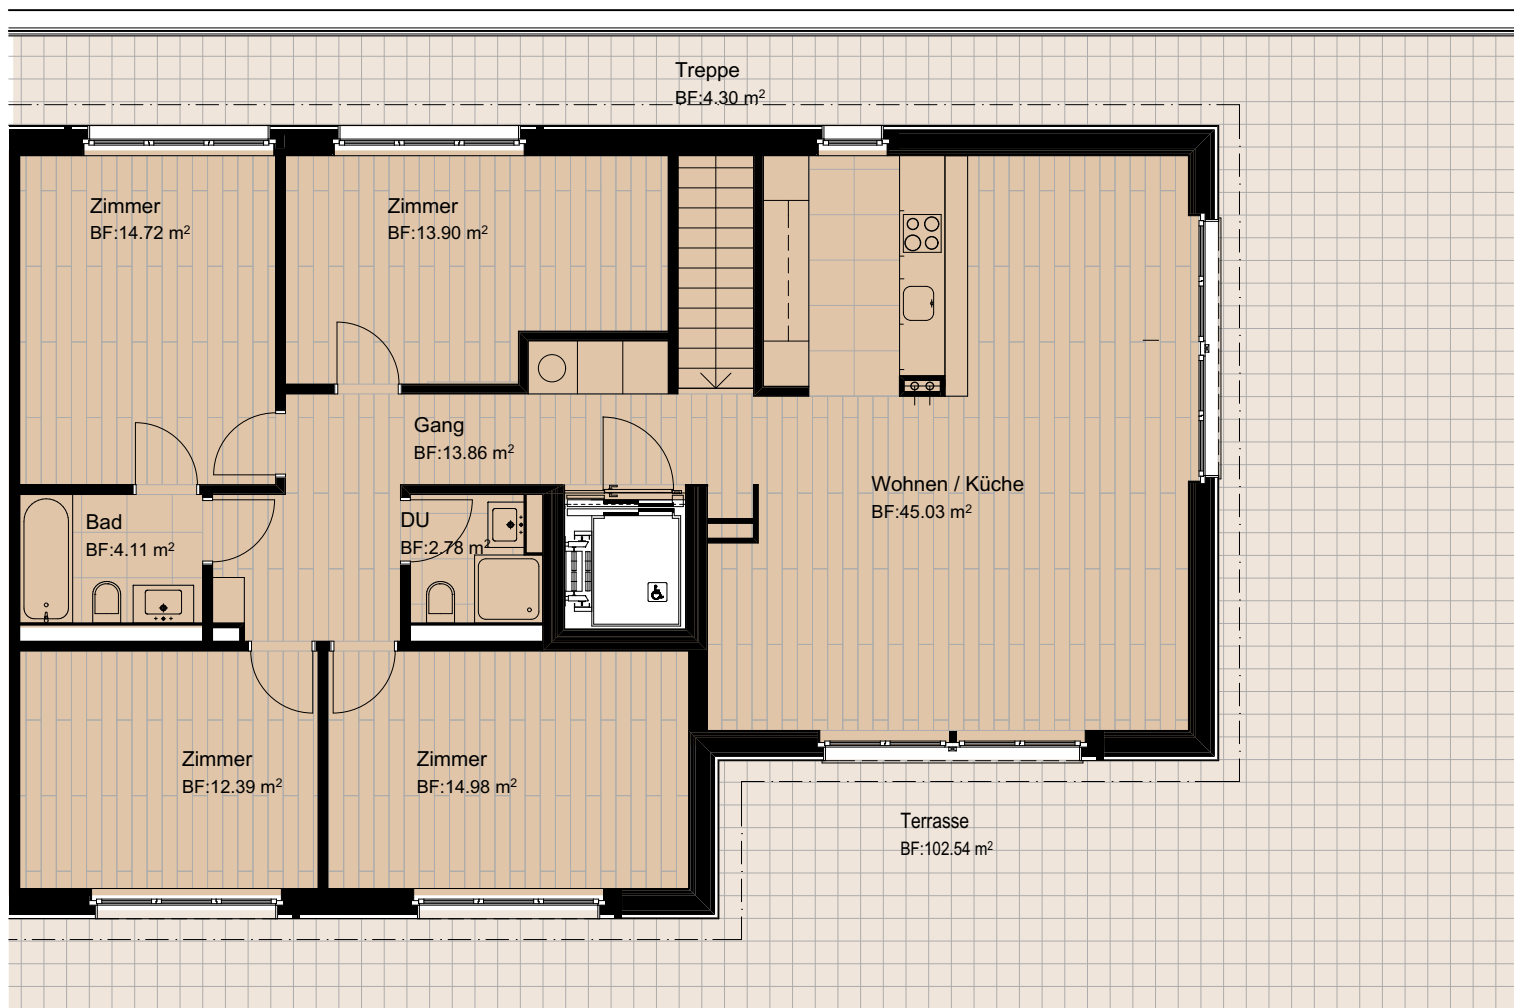 Treppe
BF:4.30 m²
Zimmer
BF:14.72 m²
Zimmer
BF:13.90 m²
Gang
BF:13.86 m²
Wohnen / Küche
BF:45.03 m²
Bad
BF:4.11 m²
DU
BF:2.78 m²
Zimmer
BF:12.39 m²
Zimmer
BF:14.98 m²
Terrasse
BF:102.54 m²